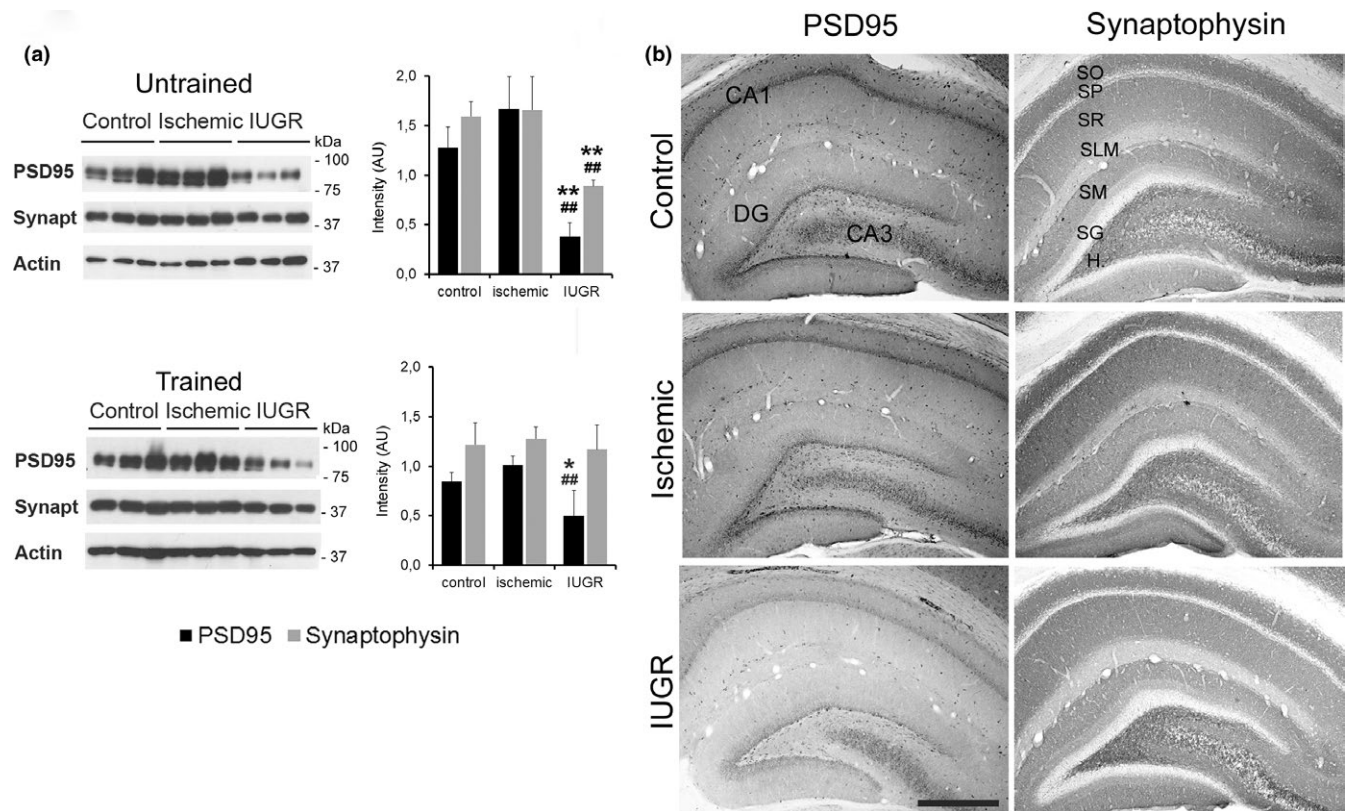 (a)
Untrained
Control Ischemic IUGR
kDa
PSD95
- 100
- 75
Synapt
- 37
Actin
- 37
2,0
1,5
1,0
0,5
0,0
Intensity (AU)
**
##
**
##
control ischemic IUGR
Trained
Control Ischemic IUGR
kDa
PSD95
- 100
- 75
Synapt
- 37
Actin
- 37
2,0
1,5
1,0
0,5
0,0
Intensity (AU)
*
##
control ischemic IUGR
PSD95 Synaptophysin
(b)
PSD95 Synaptophysin
Control
CA1
DG
CA3
SO
SP
SR
SLM
SM
SG
H.
Ischemic
IUGR